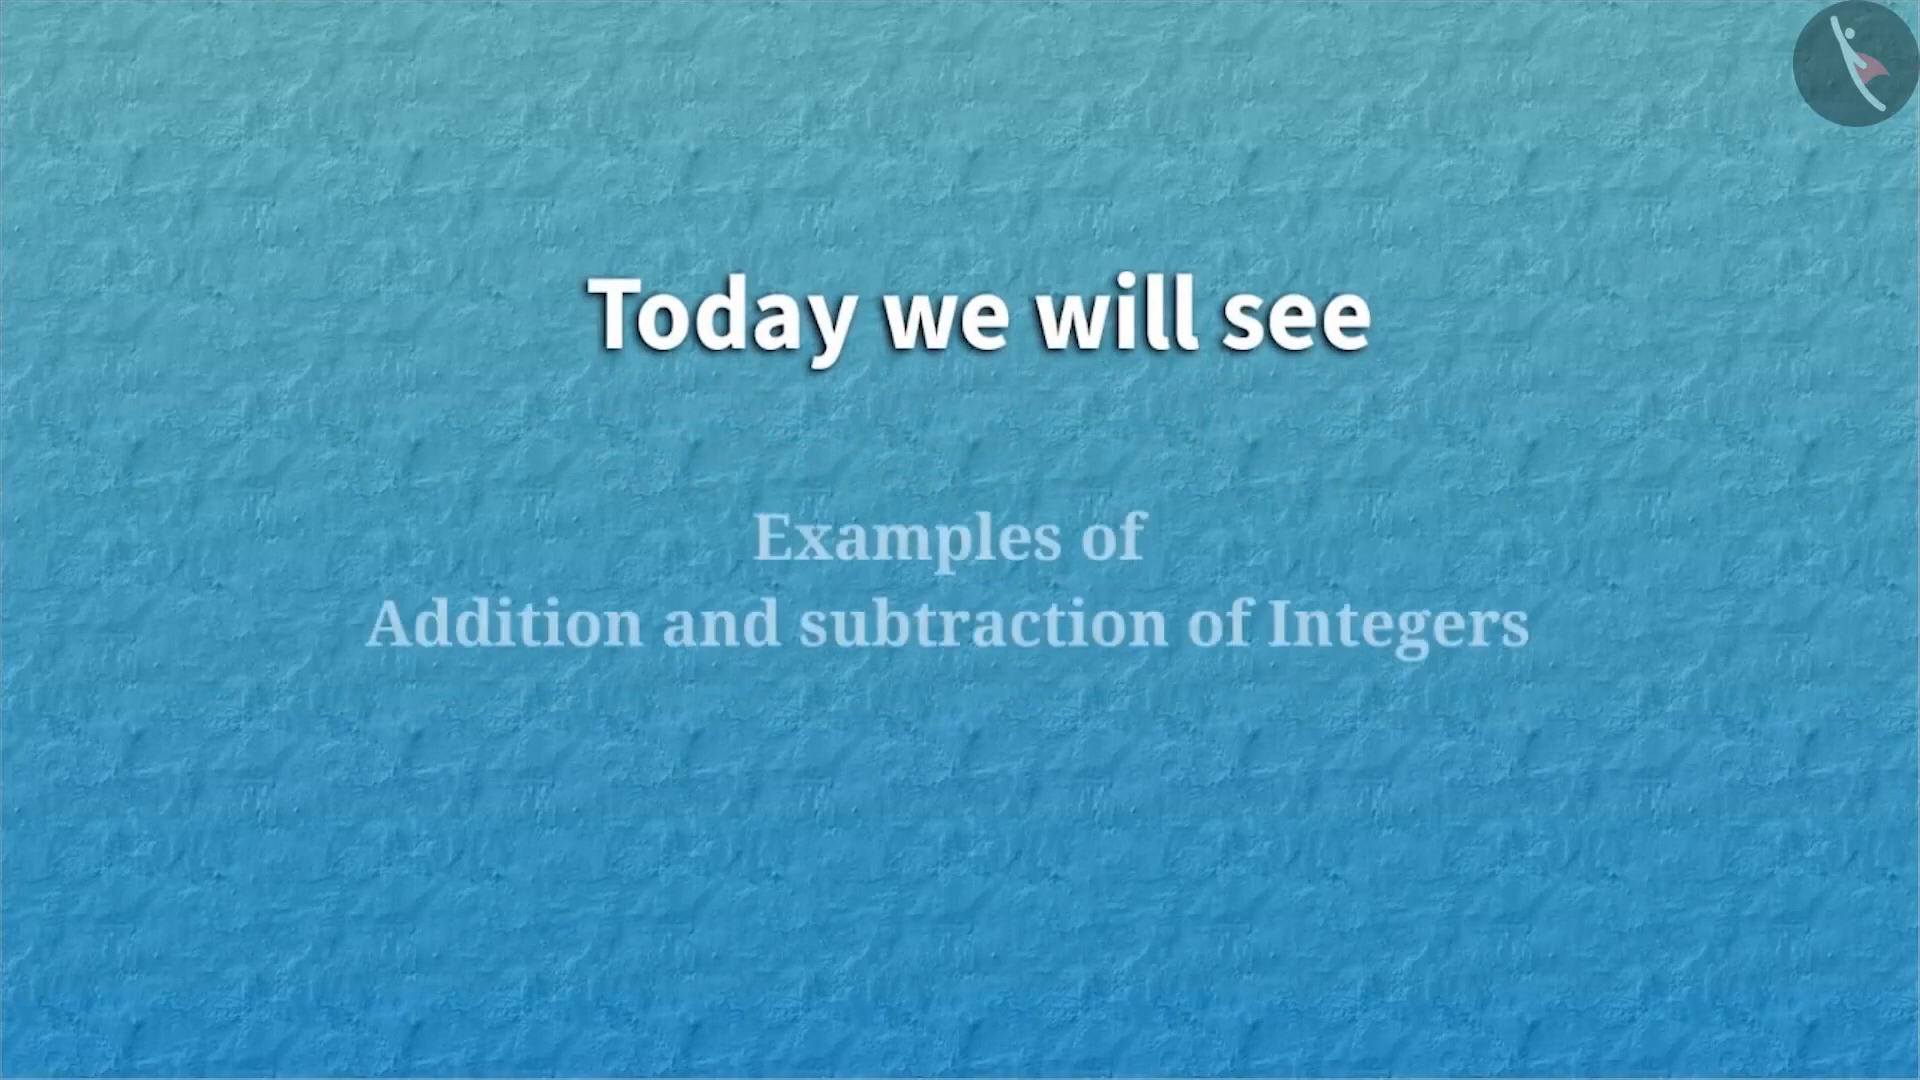 Today we will see
Examples of
Addition and subtraction of Integers